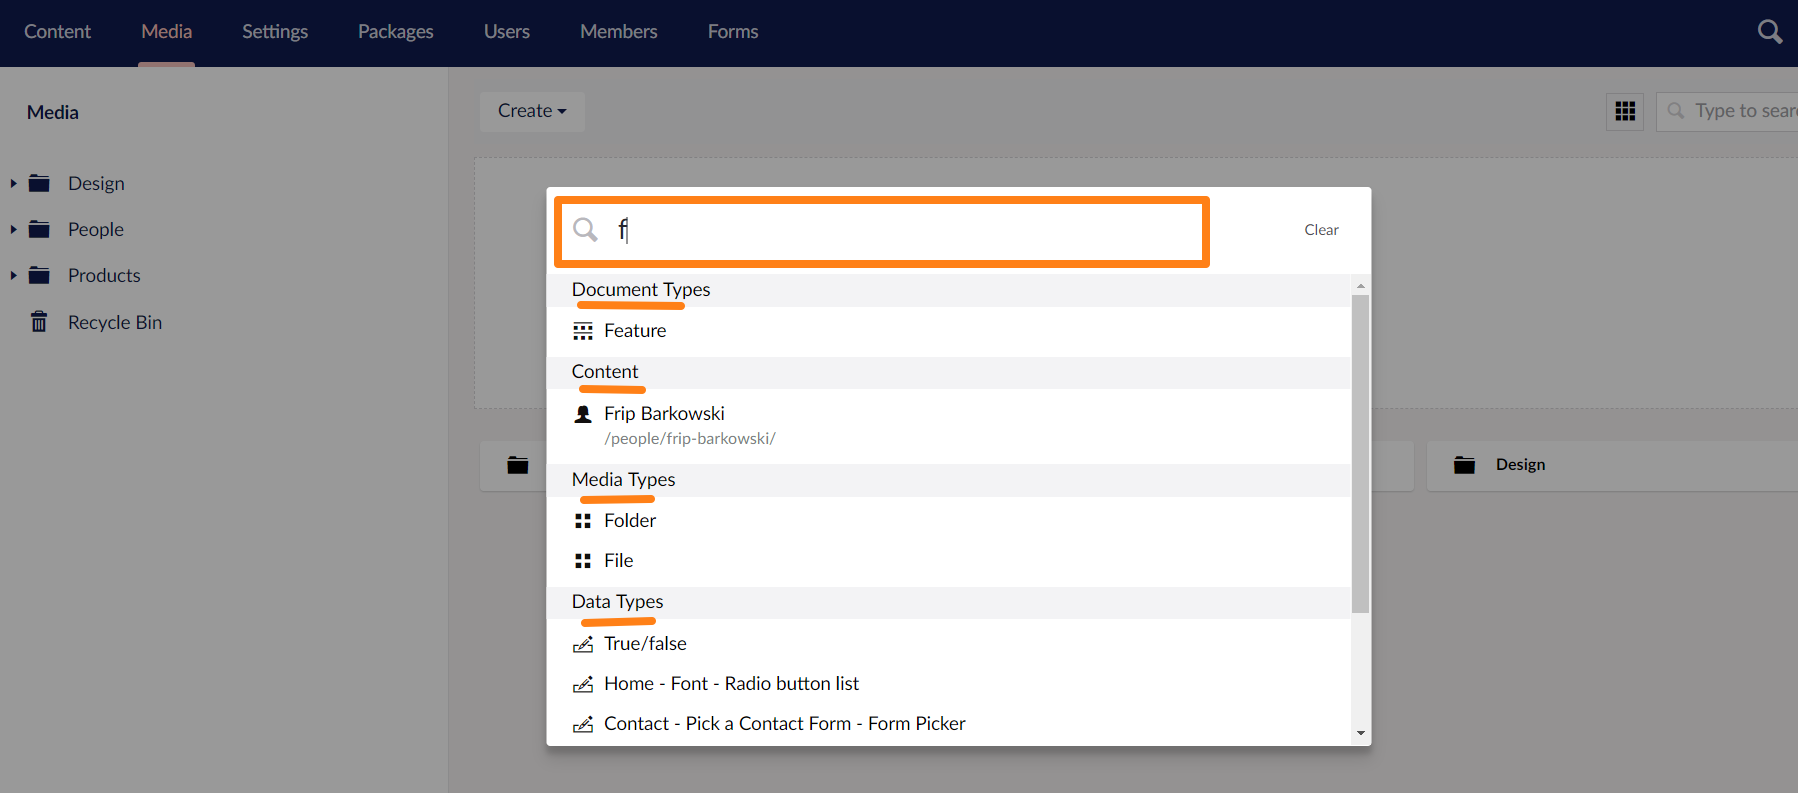 Content Media Settings Packages Users Members Forms
Media
Create
Type to sear
Design
People
Products
Recycle Bin
f
Clear
Document Types
Feature
Content
Frip Barkowski
/people/frip-barkowski/
Media Types
Folder
File
Data Types
True/false
Home - Font - Radio button list
Contact - Pick a Contact Form - Form Picker
Design